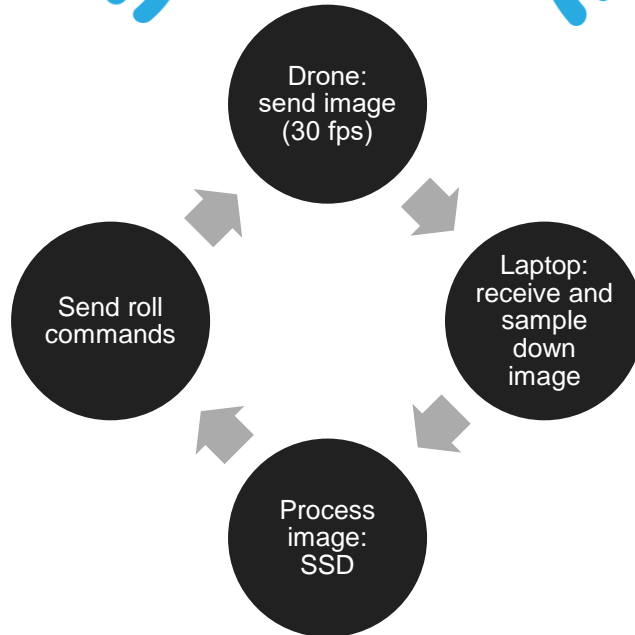 Drone:
send image
(30 fps)
Laptop:
receive and
sample
down
image
Process
image:
SSD
Send roll
commands